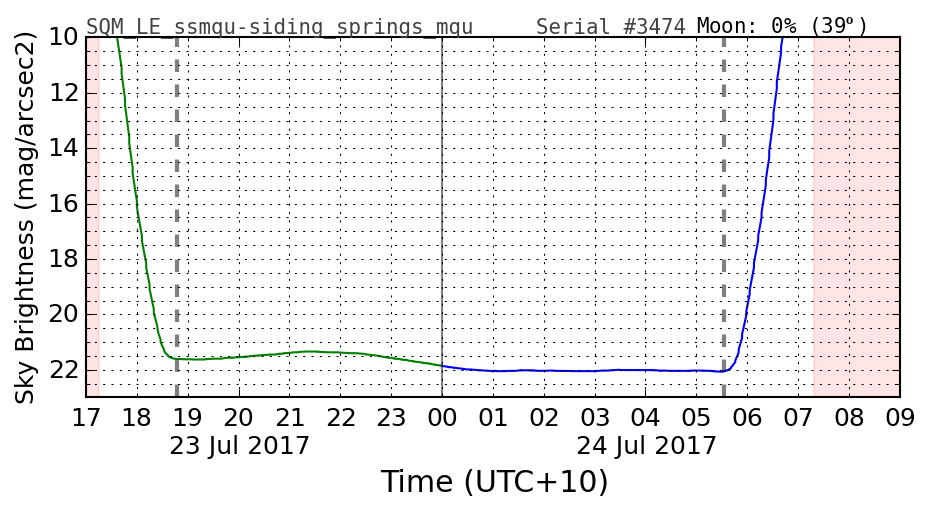 SQM_LE_ssmqu-siding_springs_mqu Serial #3474 Moon: 0% (39º)
Sky Brightness (mag/arcsec2)
10
12
14
16
18
20
22
17 18 19 20 21 22 23 00 01 02 03 04 05 06 07 08 09
23 Jul 2017 24 Jul 2017
Time (UTC+10)